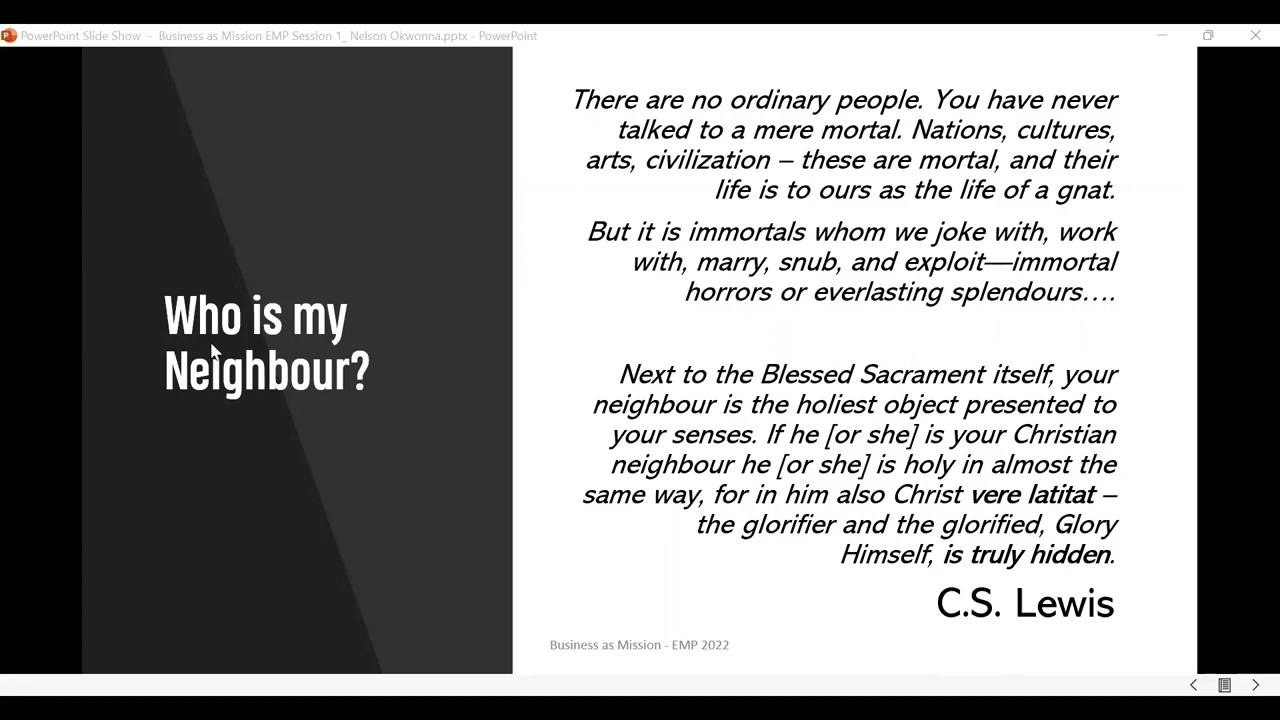 PowerPoint Slide Show - Business as Mission EMP Session 1_ Nelson Okwonna.pptx - PowerPoint
Who is my
Neighbour?
There are no ordinary people. You have never
talked to a mere mortal. Nations, cultures,
arts, civilization – these are mortal, and their
life is to ours as the life of a gnat.
But it is immortals whom we joke with, work
with, marry, snub, and exploit—immortal
horrors or everlasting splendours….
Next to the Blessed Sacrament itself, your
neighbour is the holiest object presented to
your senses. If he [or she] is your Christian
neighbour he [or she] is holy in almost the
same way, for in him also Christ vere latitat –
the glorifier and the glorified, Glory
Himself, is truly hidden.
C.S. Lewis
Business as Mission - EMP 2022